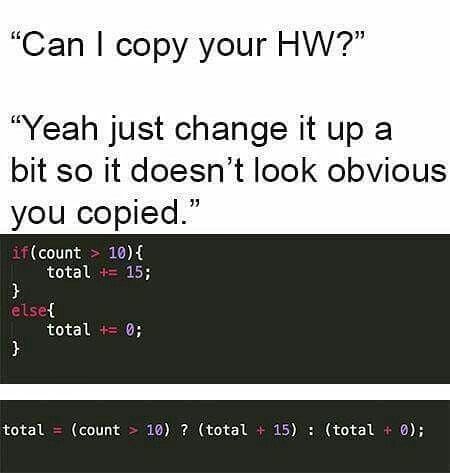 “Can I copy your HW?”
“Yeah just change it up a
bit so it doesn’t look obvious
you copied.”
if(count > 10){
    total += 15;
}
else{
    total += 0;
}
total = (count > 10) ? (total + 15) : (total + 0);